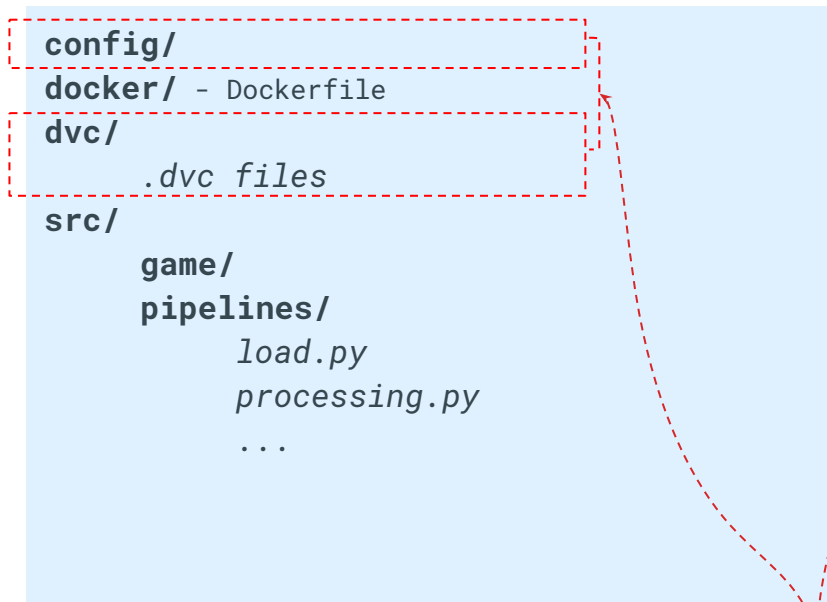 config/
docker/ - Dockerfile
dvc/
.dvc files
src/
game/
pipelines/
load.py
processing.py
...